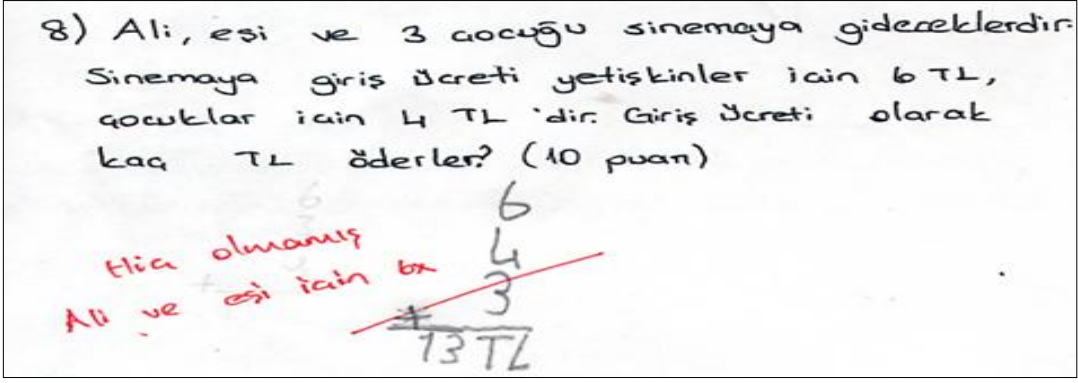 8) Ali, eşi ve 3 çocuğu sinemaya gideceklerdir.
Sinemaya giriş ücreti yetişkinler için 6 TL,
çocuklar için 4 TL 'dir. Giriş ücreti olarak
kaç TL öderler? (10 puan)
6
4
3
+
13 TL
Hiç olmamış
Ali ve eşi için 6x